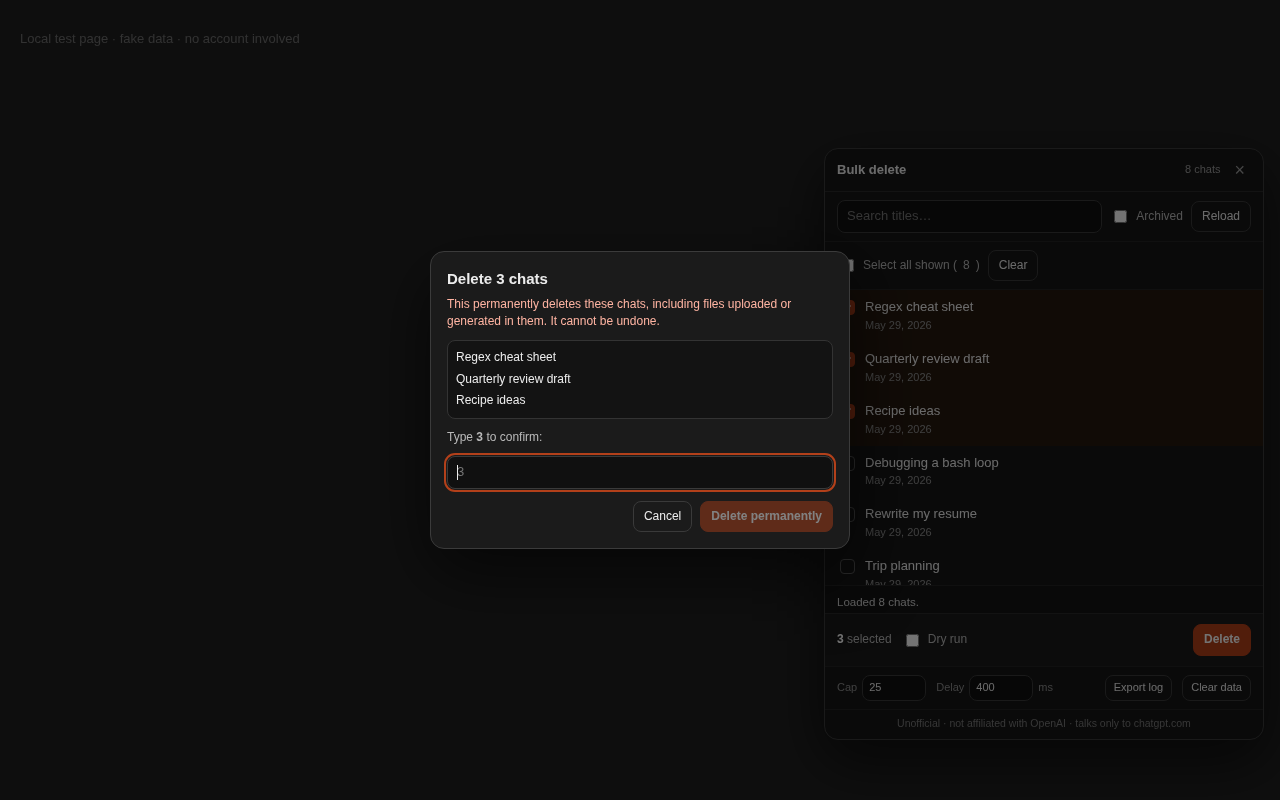 Local test page · fake data · no account involved
Bulk delete
8 chats ×
Search titles…
Archived
Reload
Select all shown ( 8 )
Clear
Regex cheat sheet
May 29, 2026
Quarterly review draft
May 29, 2026
Recipe ideas
May 29, 2026
Debugging a bash loop
May 29, 2026
Rewrite my resume
May 29, 2026
Trip planning
May 29, 2026
Loaded 8 chats.
3 selected
Dry run
Delete
Cap 25
Delay 400 ms
Export log
Clear data
Unofficial · not affiliated with OpenAI · talks only to chatgpt.com
Delete 3 chats
This permanently deletes these chats, including files uploaded or
generated in them. It cannot be undone.
Regex cheat sheet
Quarterly review draft
Recipe ideas
Type 3 to confirm:
3
Cancel
Delete permanently